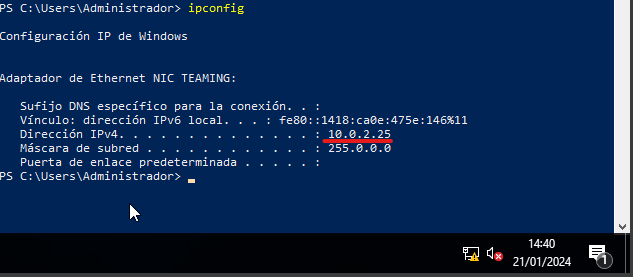 PS C:\Users\Administrador> ipconfig
Configuración IP de Windows
Adaptador de Ethernet NIC TEAMING:
Sufijo DNS específico para la conexión. . :
Vínculo: dirección IPv6 local. . . : fe80::1418:ca0e:475e:146%11
Dirección IPv4. . . . . . . . . . . . . . : 10.0.2.25
Máscara de subred . . . . . . . . . . . . : 255.0.0.0
Puerta de enlace predeterminada . . . . . :
PS C:\Users\Administrador>
14:40
21/01/2024
1